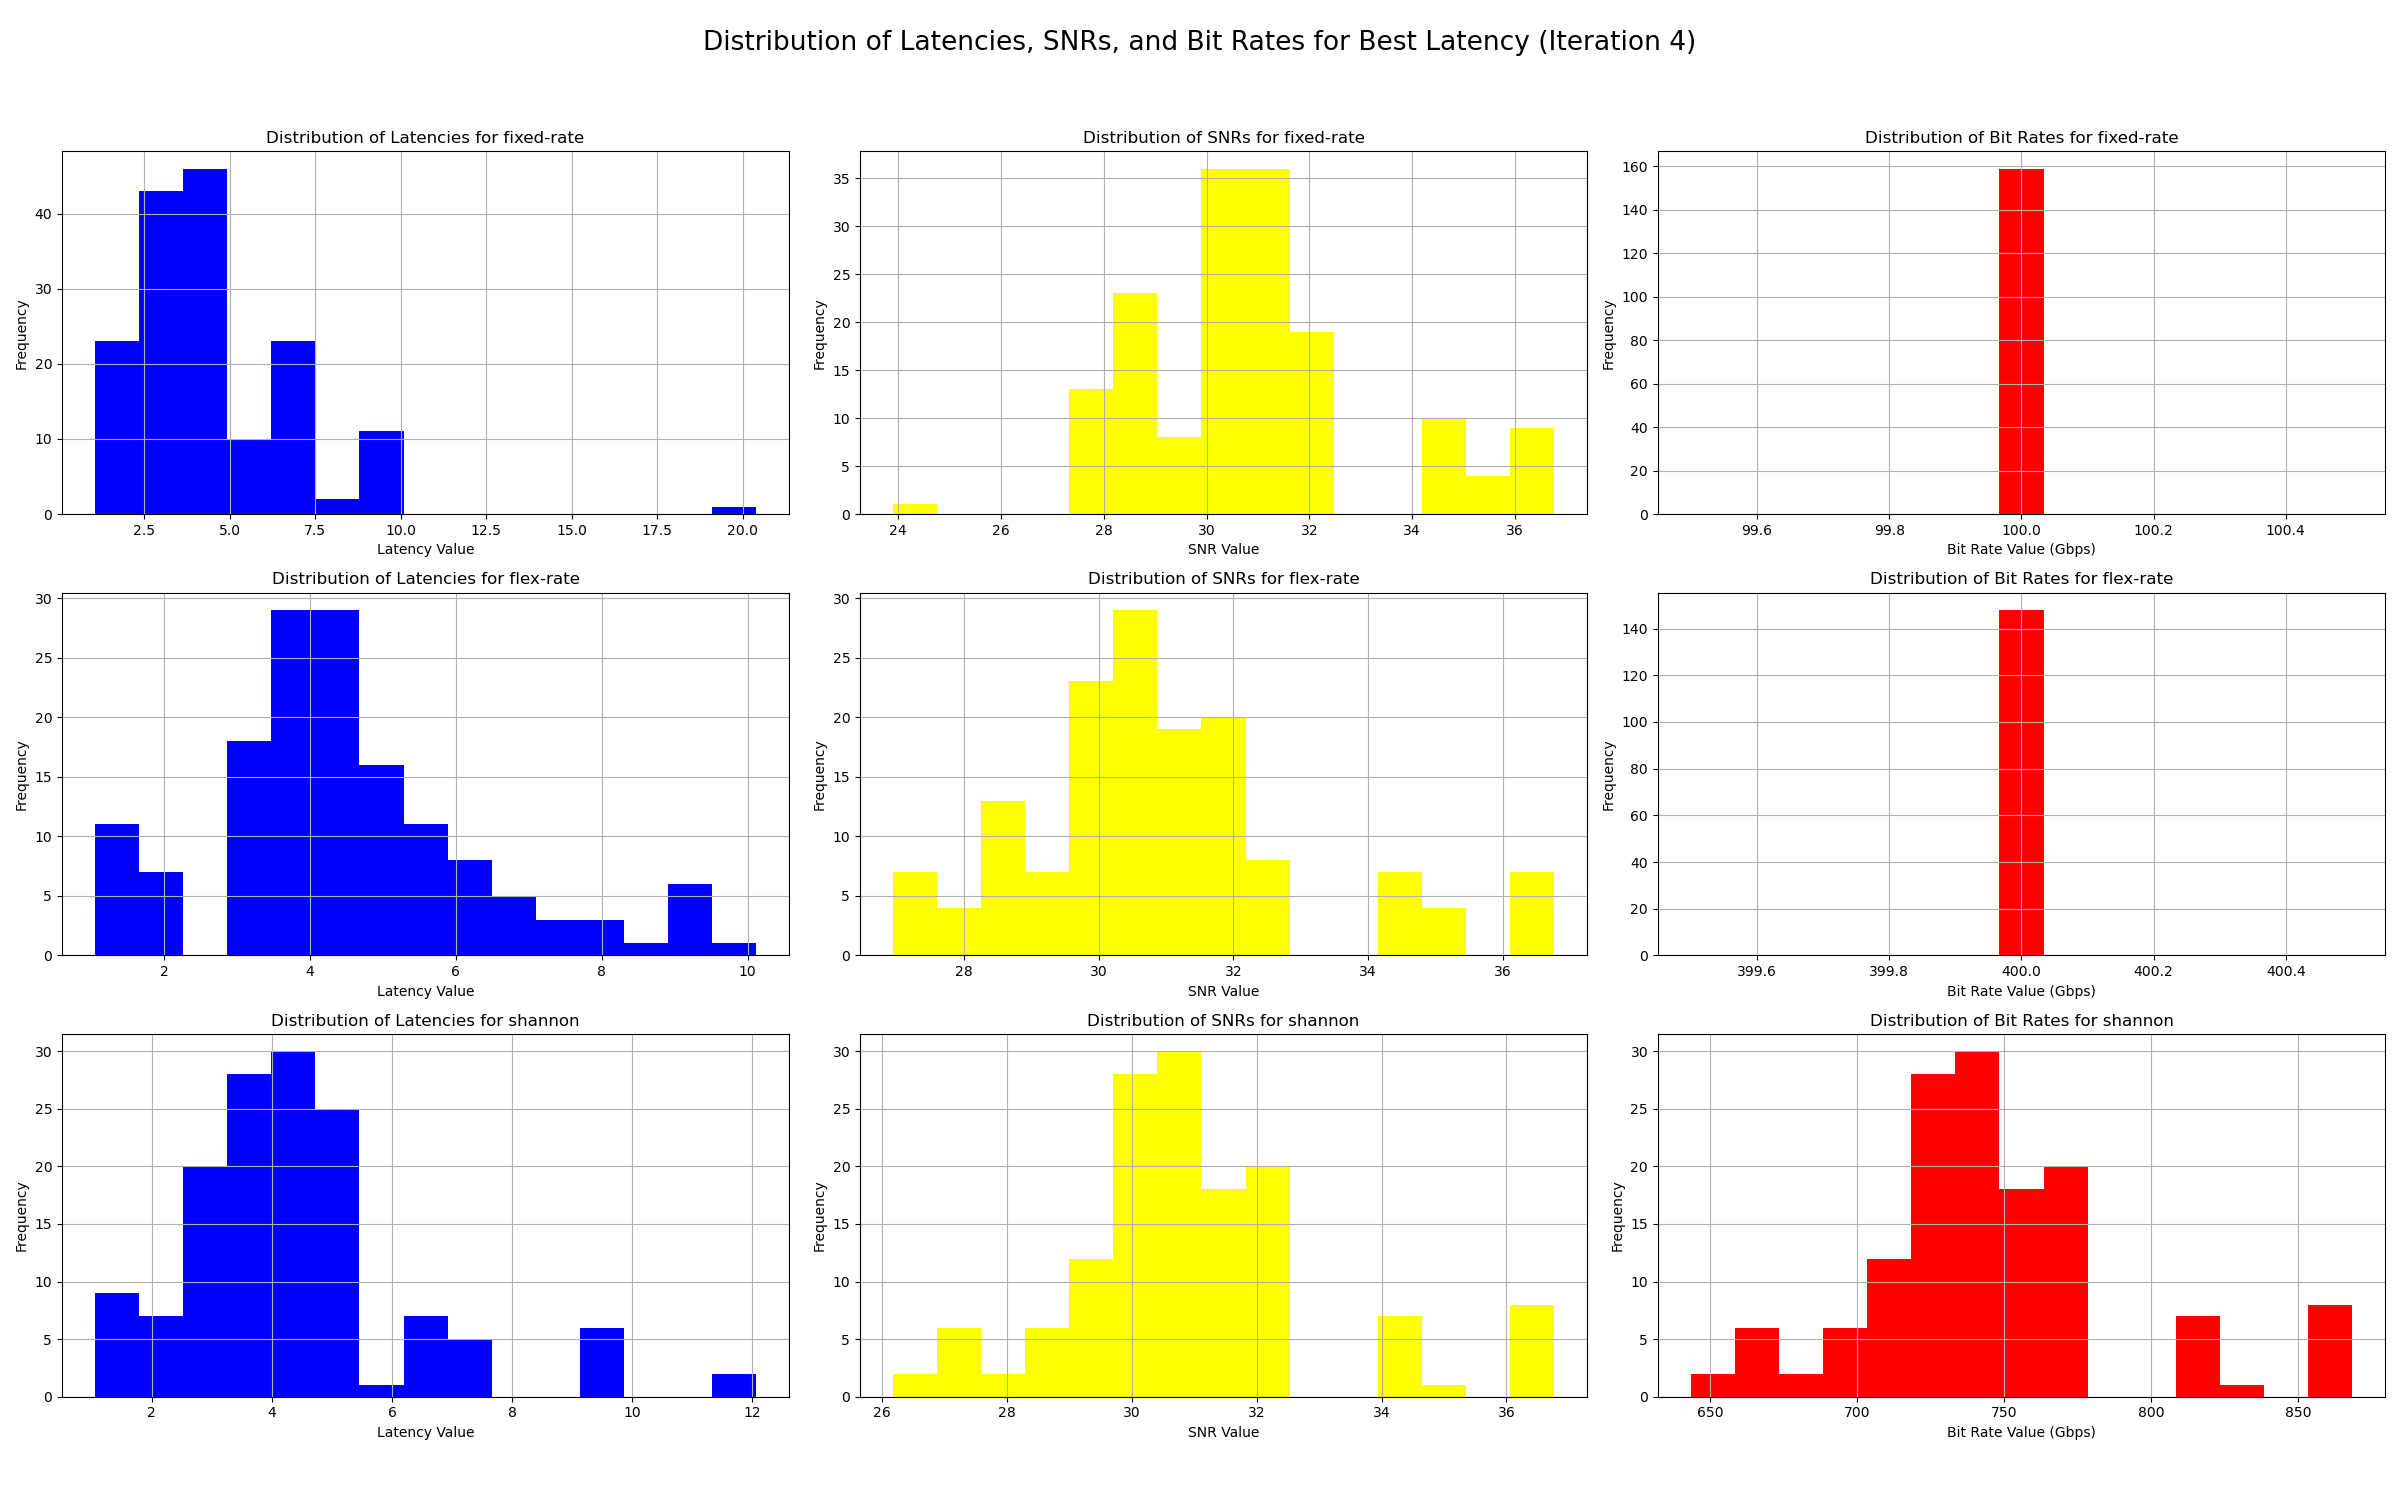 Distribution of Latencies, SNRs, and Bit Rates for Best Latency (Iteration 4)
Distribution of Latencies for fixed-rate
Frequency
0
10
20
30
40
2.5 5.0 7.5 10.0 12.5 15.0 17.5 20.0
Latency Value
Distribution of SNRs for fixed-rate
Frequency
0
5
10
15
20
25
30
35
24 26 28 30 32 34 36
SNR Value
Distribution of Bit Rates for fixed-rate
Frequency
0
20
40
60
80
100
120
140
160
99.6 99.8 100.0 100.2 100.4
Bit Rate Value (Gbps)
Distribution of Latencies for flex-rate
Frequency
0
5
10
15
20
25
30
2 4 6 8 10
Latency Value
Distribution of SNRs for flex-rate
Frequency
0
5
10
15
20
25
30
28 30 32 34 36
SNR Value
Distribution of Bit Rates for flex-rate
Frequency
0
20
40
60
80
100
120
140
399.6 399.8 400.0 400.2 400.4
Bit Rate Value (Gbps)
Distribution of Latencies for shannon
Frequency
0
5
10
15
20
25
30
2 4 6 8 10 12
Latency Value
Distribution of SNRs for shannon
Frequency
0
5
10
15
20
25
30
26 28 30 32 34 36
SNR Value
Distribution of Bit Rates for shannon
Frequency
0
5
10
15
20
25
30
650 700 750 800 850
Bit Rate Value (Gbps)